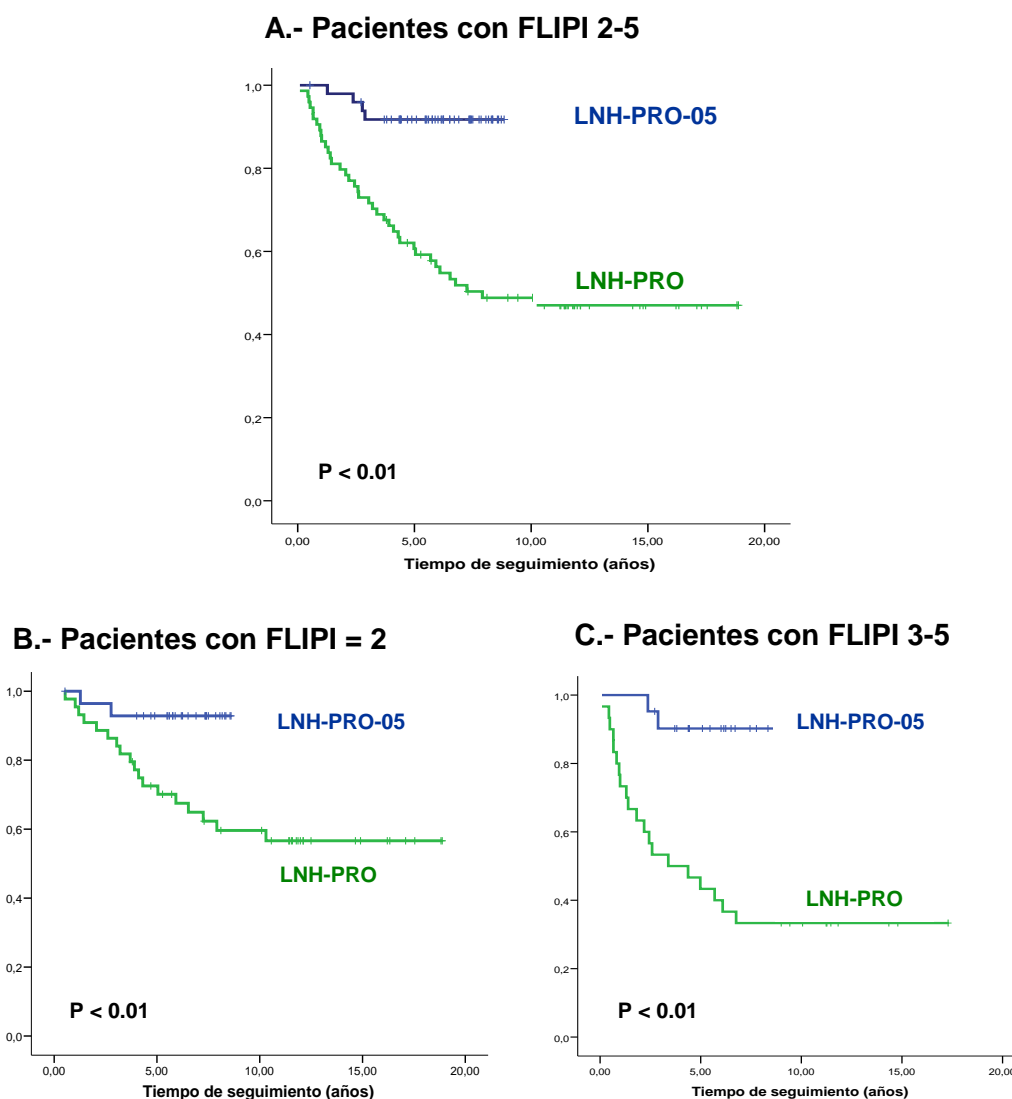 A.- Pacientes con FLIPI 2-5
1,0
LNH-PRO-05
0,8
0,6
LNH-PRO
0,4
0,2
P < 0.01
0,0
0,00 5,00 10,00 15,00 20,00
Tiempo de seguimiento (años)
B.- Pacientes con FLIPI = 2
1,0
LNH-PRO-05
0,8
0,6
LNH-PRO
0,4
0,2
P < 0.01
0,0
0,00 5,00 10,00 15,00 20,00
Tiempo de seguimiento (años)
C.- Pacientes con FLIPI 3-5
1,0
LNH-PRO-05
0,8
0,6
0,4
LNH-PRO
0,2
P < 0.01
0,0
0,00 5,00 10,00 15,00 20,00
Tiempo de seguimiento (años)